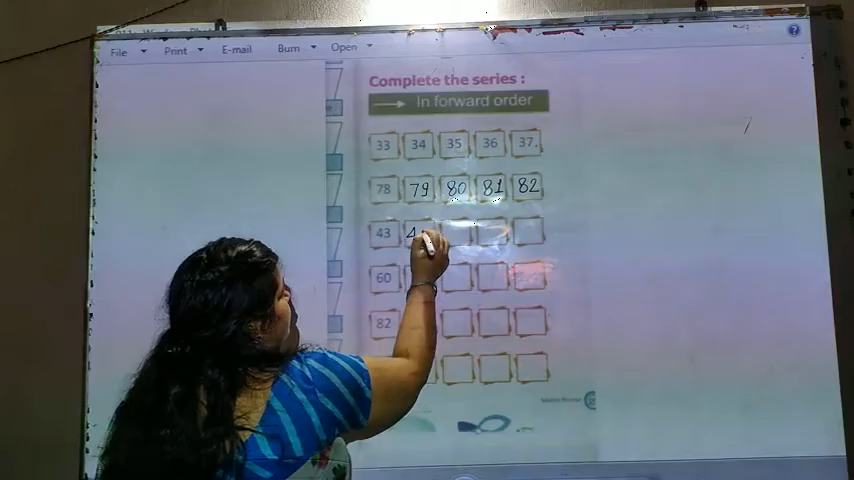 File Print E-mail Burn Open
Complete the series :
In forward order
33 34 35 36 37
78 79 80 81 82
43 4
60
82